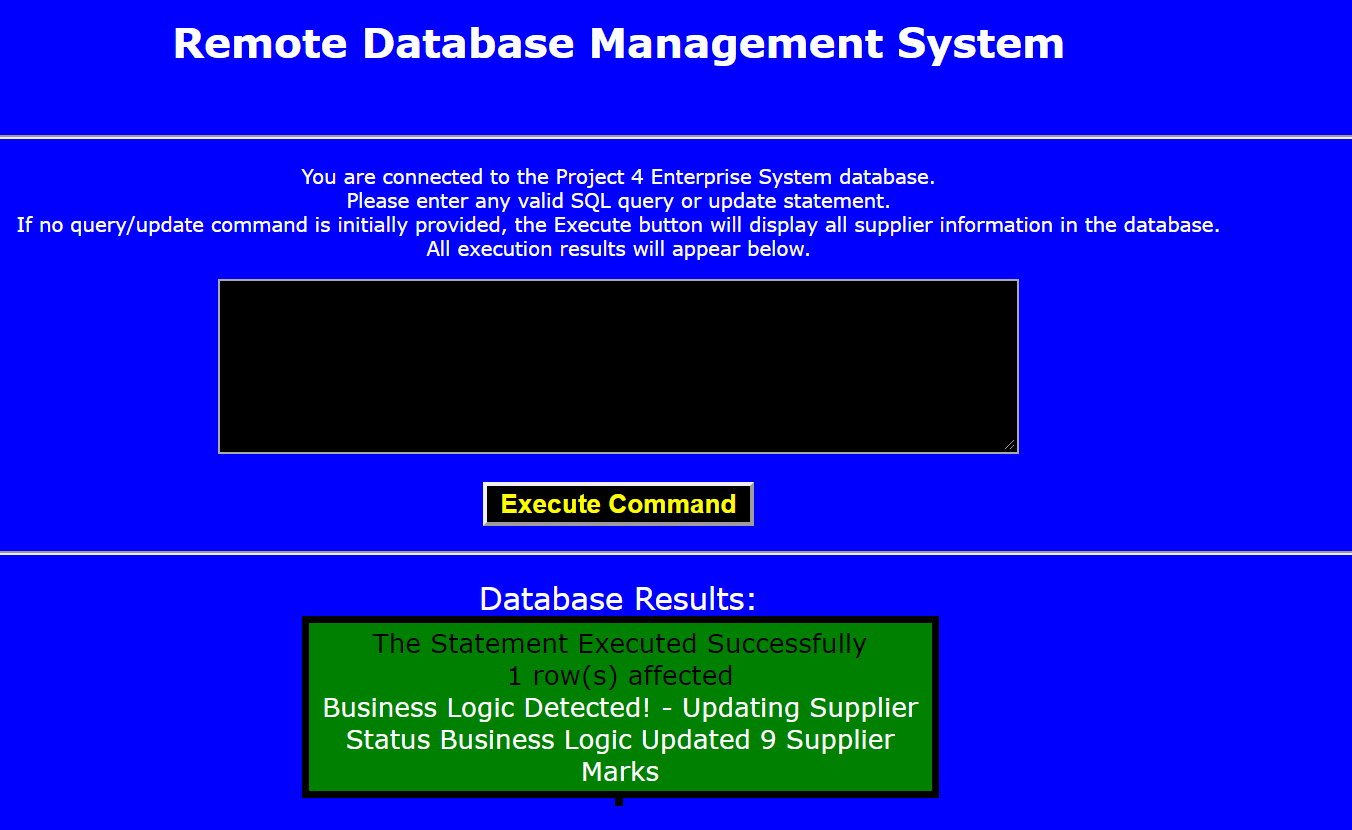 Remote Database Management System
You are connected to the Project 4 Enterprise System database.
Please enter any valid SQL query or update statement.
If no query/update command is initially provided, the Execute button will display all supplier information in the database.
All execution results will appear below.
Execute Command
Database Results:
The Statement Executed Successfully
1 row(s) affected
Business Logic Detected! - Updating Supplier
Status Business Logic Updated 9 Supplier
Marks